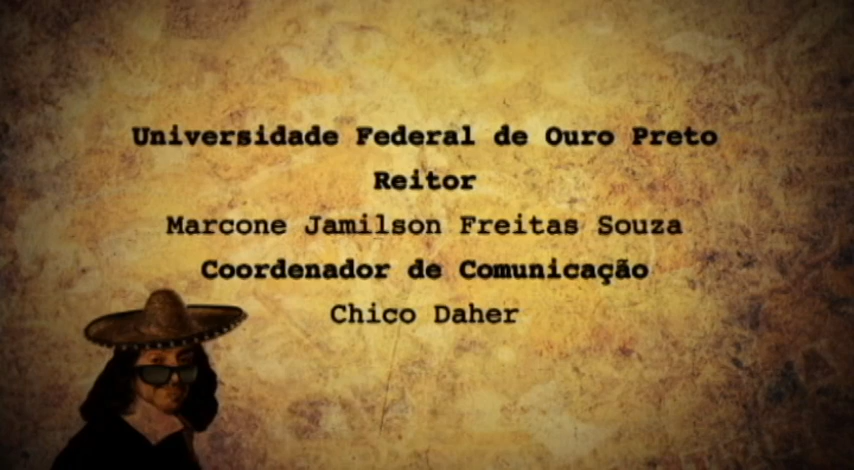 Universidade Federal de Ouro Preto
Reitor
Marcone Jamilson Freitas Souza
Coordenador de Comunicação
Chico Daher